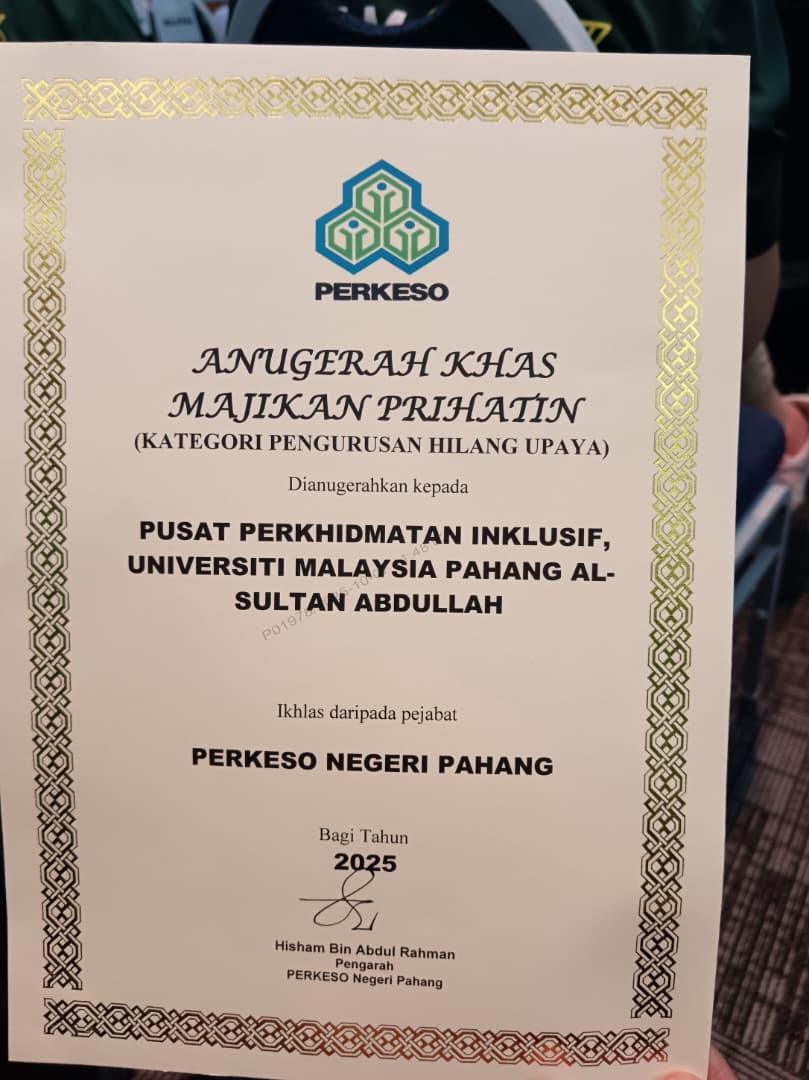 PERKESO
ANUGERAH KHAS
MAJIKAN PRIHATIN
(KATEGORI PENGURUSAN HILANG UPAYA)
Dianugerahkan kepada
PUSAT PERKHIDMATAN INKLUSIF,
UNIVERSITI MALAYSIA PAHANG AL-
SULTAN ABDULLAH
Ikhlas daripada pejabat
PERKESO NEGERI PAHANG
Bagi Tahun
2025
Hisham Bin Abdul Rahman
Pengarah
PERKESO Negeri Pahang